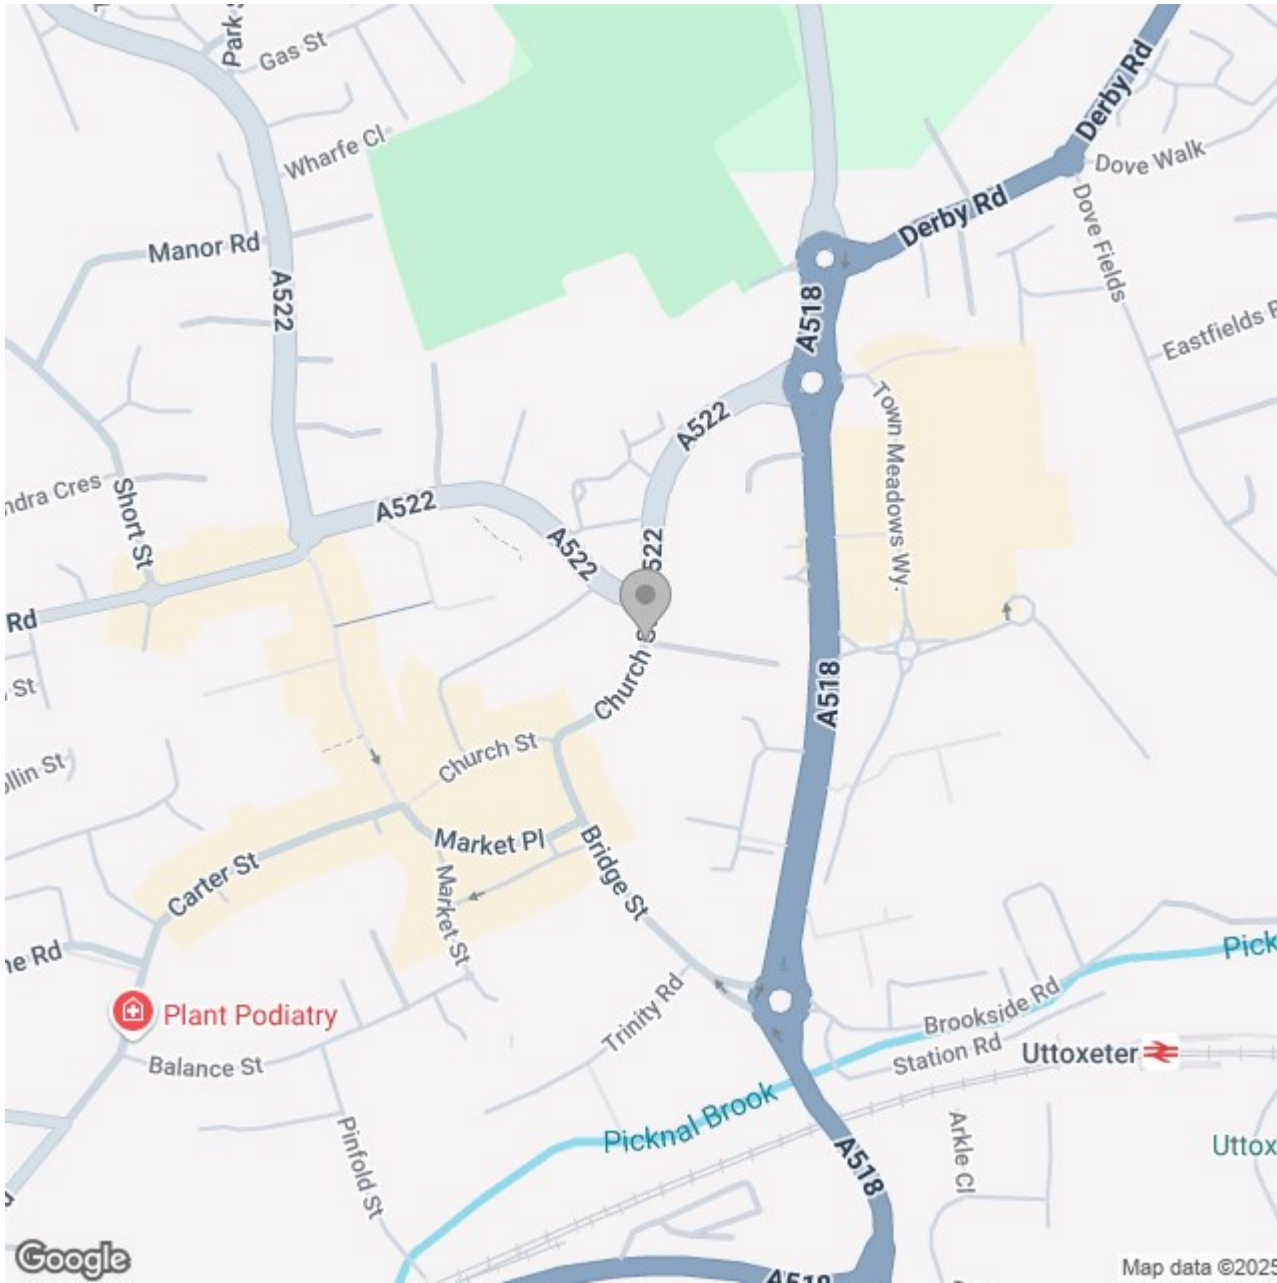 Park S
Gas St
Derby Rd
Wharfe Cl
Dove Walk
Derby Rd
Manor Rd
Dove Fields
A522
A518
Eastfields R
Town Meadows Wy.
A522
ndra Cres
Short St
A522
A522
522
Rd
St
Church S
A518
ollin St
Church St
Market Pl
Bridge St
Carter St
Market St
ne Rd
Pick
Plant Podiatry
Trinity Rd
Brookside Rd
Station Rd
Uttoxeter
Balance St
Picknal Brook
Pinfold St
Arkle Cl
Uttox
A518
Google
A518
Map data ©2025